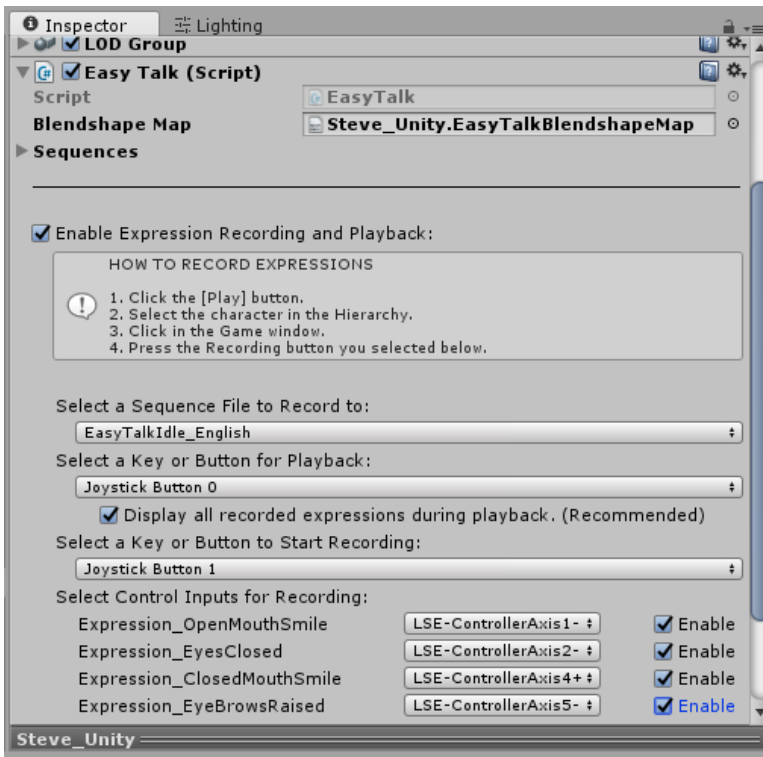 Inspector Lighting
LOD Group
Easy Talk (Script)
Script EasyTalk
Blendshape Map Steve_Unity.EasyTalkBlendshapeMap
Sequences
Enable Expression Recording and Playback:
HOW TO RECORD EXPRESSIONS
1. Click the [Play] button.
2. Select the character in the Hierarchy.
3. Click in the Game window.
4. Press the Recording button you selected below.
Select a Sequence File to Record to:
EasyTalkIdle_English
Select a Key or Button for Playback:
Joystick Button 0
Display all recorded expressions during playback. (Recommended)
Select a Key or Button to Start Recording:
Joystick Button 1
Select Control Inputs for Recording:
Expression_OpenMouthSmile LSE-ControllerAxis1- Enable
Expression_EyesClosed LSE-ControllerAxis2- Enable
Expression_ClosedMouthSmile LSE-ControllerAxis4+ Enable
Expression_EyeBrowsRaised LSE-ControllerAxis5- Enable
Steve_Unity